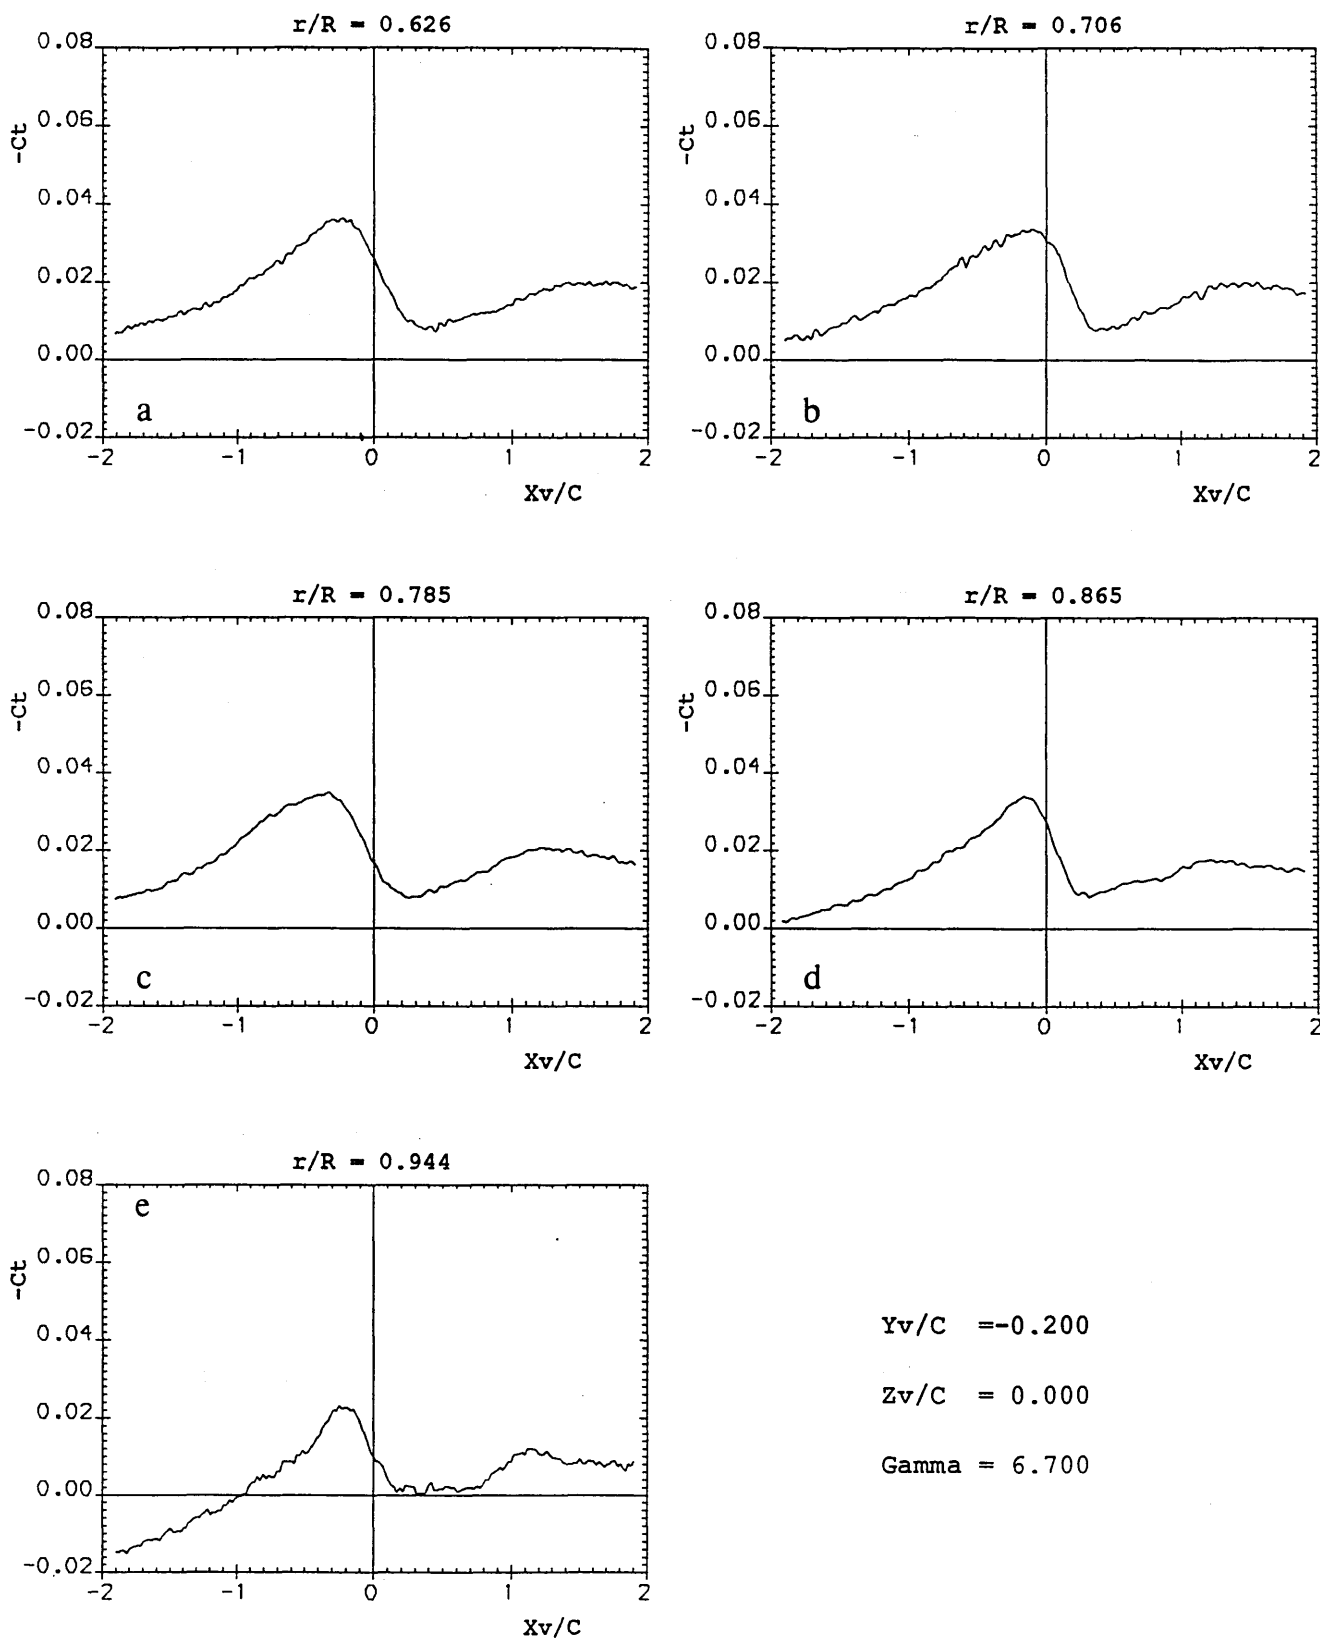 r/R = 0.626
0.08
0.06
-Ct
0.04
0.02
0.00
a
-0.02
-2 -1 0 1 2
Xv/C
r/R = 0.706
0.08
0.06
-Ct
0.04
0.02
0.00
b
-0.02
-2 -1 0 1 2
Xv/C
r/R = 0.785
0.08
0.06
-Ct
0.04
0.02
0.00
c
-0.02
-2 -1 0 1 2
Xv/C
r/R = 0.865
0.08
0.06
-Ct
0.04
0.02
0.00
d
-0.02
-2 -1 0 1 2
Xv/C
r/R = 0.944
0.08
e
0.06
-Ct
0.04
0.02
0.00
-0.02
-2 -1 0 1 2
Xv/C
Yv/C =-0.200
Zv/C = 0.000
Gamma = 6.700